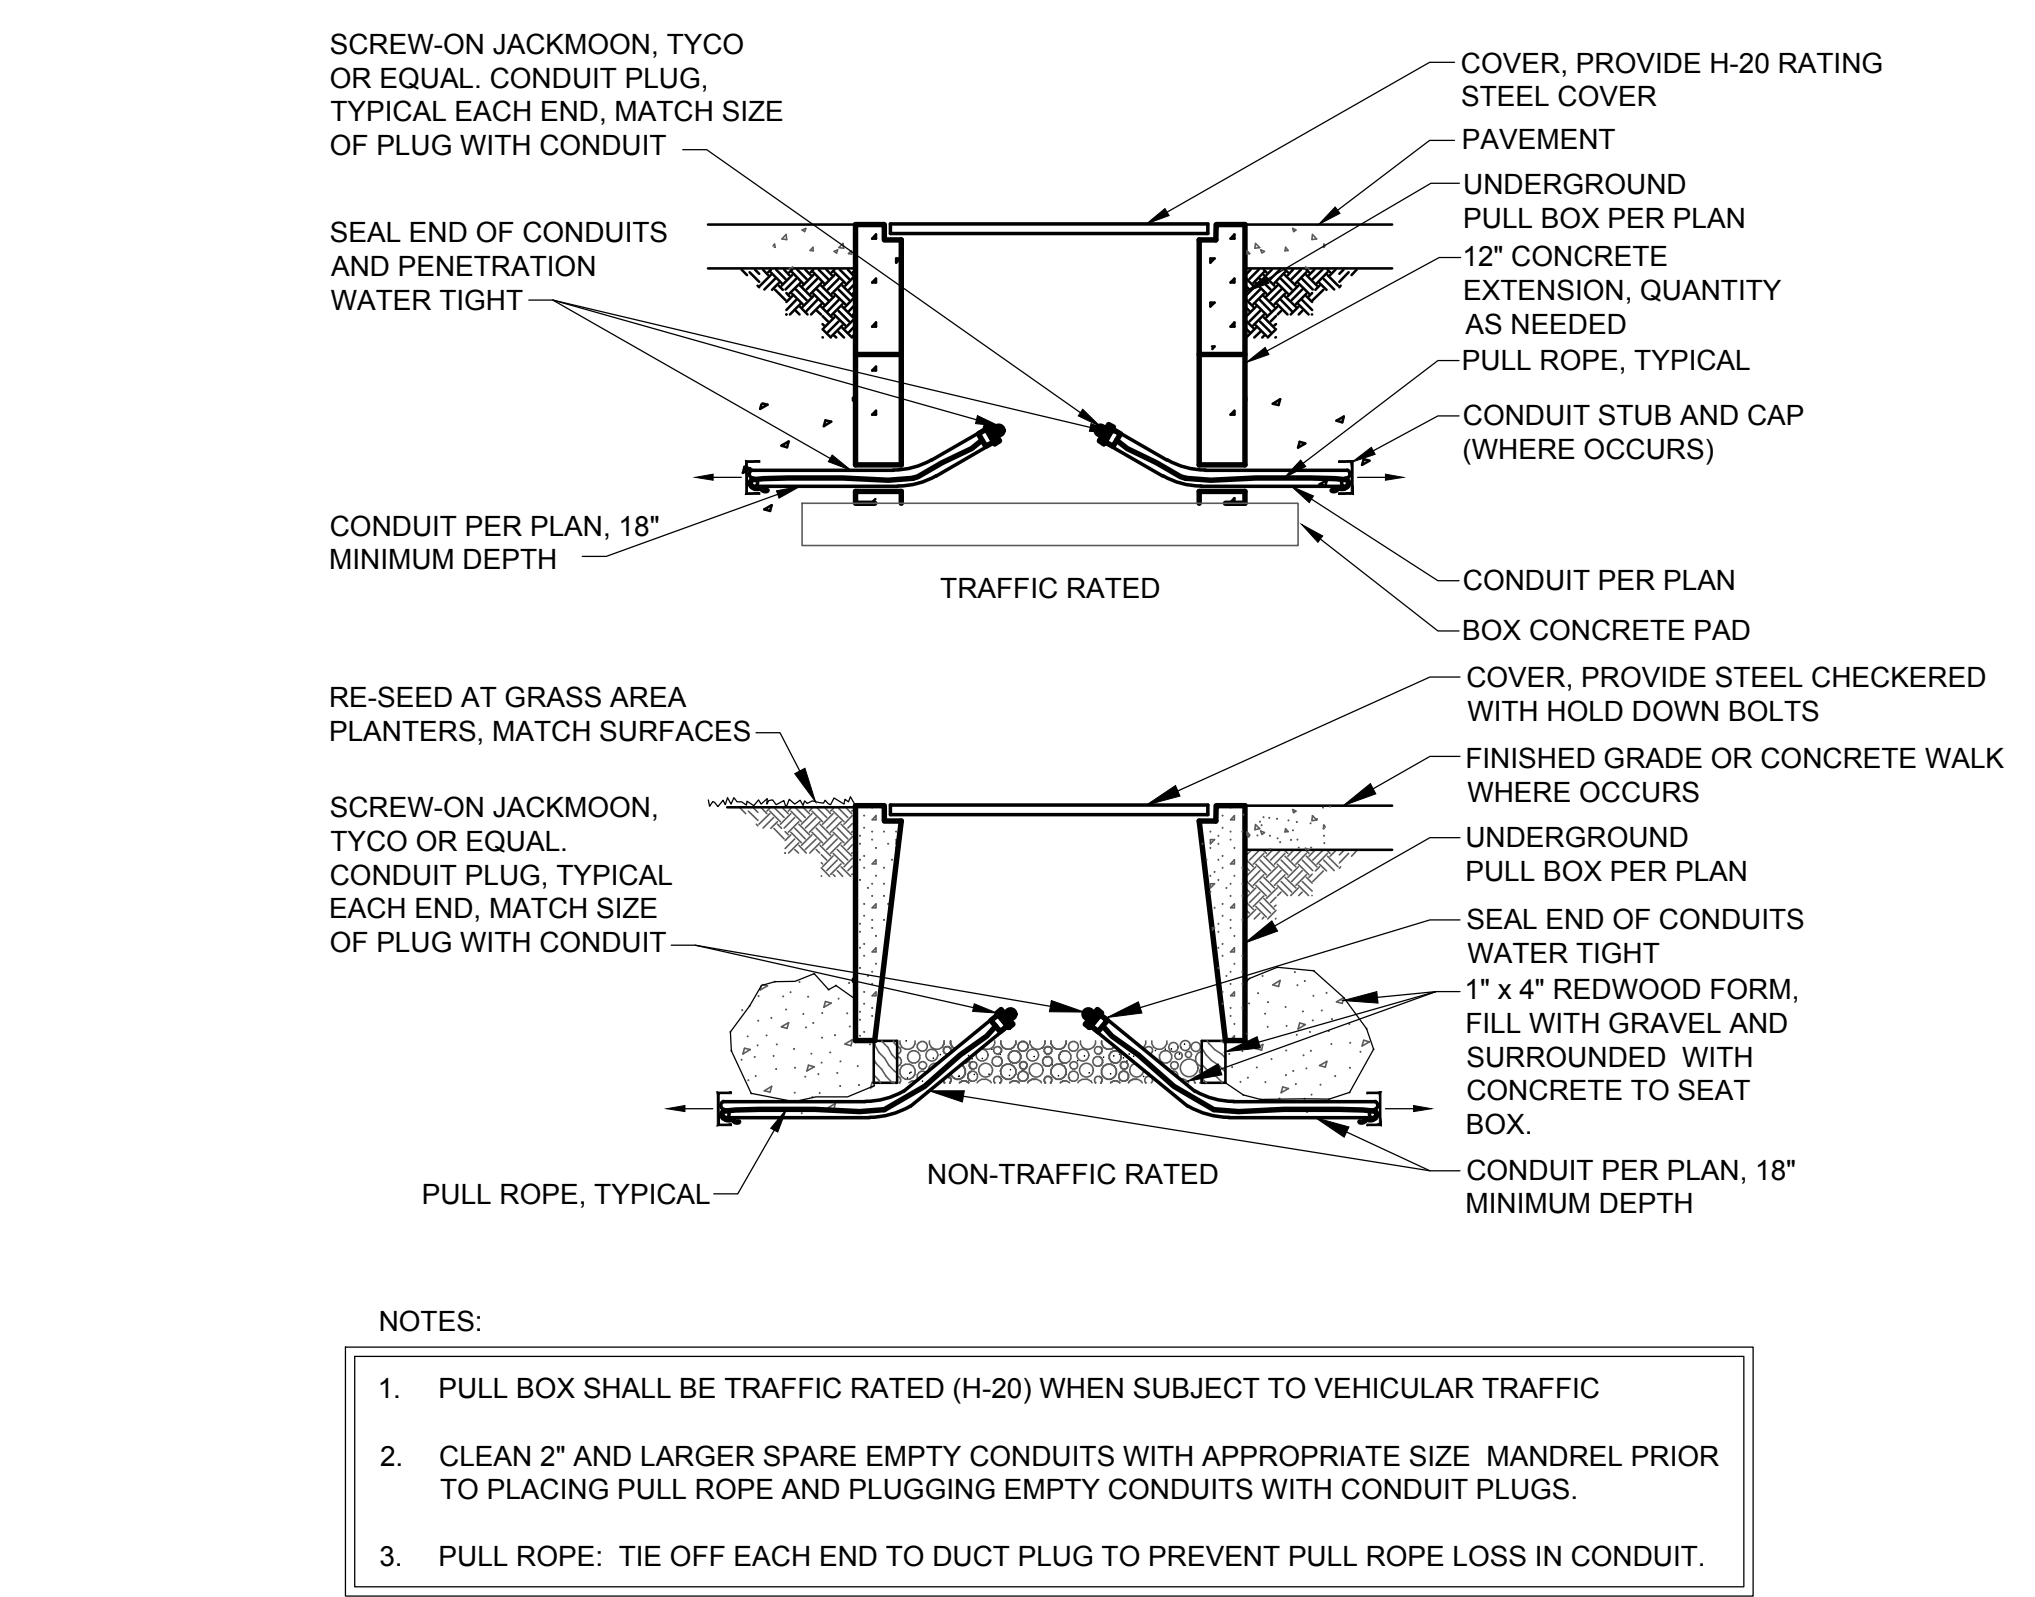 SCREW-ON JACKMOON, TYCO
OR EQUAL. CONDUIT PLUG,
TYPICAL EACH END, MATCH SIZE
OF PLUG WITH CONDUIT
SEAL END OF CONDUITS
AND PENETRATION
WATER TIGHT
CONDUIT PER PLAN, 18"
MINIMUM DEPTH
COVER, PROVIDE H-20 RATING
STEEL COVER
PAVEMENT
UNDERGROUND
PULL BOX PER PLAN
12" CONCRETE
EXTENSION, QUANTITY
AS NEEDED
PULL ROPE, TYPICAL
CONDUIT STUB AND CAP
(WHERE OCCURS)
CONDUIT PER PLAN
BOX CONCRETE PAD
TRAFFIC RATED
RE-SEED AT GRASS AREA
PLANTERS, MATCH SURFACES
SCREW-ON JACKMOON,
TYCO OR EQUAL.
CONDUIT PLUG, TYPICAL
EACH END, MATCH SIZE
OF PLUG WITH CONDUIT
PULL ROPE, TYPICAL
COVER, PROVIDE STEEL CHECKERED
WITH HOLD DOWN BOLTS
FINISHED GRADE OR CONCRETE WALK
WHERE OCCURS
UNDERGROUND
PULL BOX PER PLAN
SEAL END OF CONDUITS
WATER TIGHT
1" x 4" REDWOOD FORM,
FILL WITH GRAVEL AND
SURROUNDED WITH
CONCRETE TO SEAT
BOX.
CONDUIT PER PLAN, 18"
MINIMUM DEPTH
NON-TRAFFIC RATED
NOTES:
1. PULL BOX SHALL BE TRAFFIC RATED (H-20) WHEN SUBJECT TO VEHICULAR TRAFFIC
2. CLEAN 2" AND LARGER SPARE EMPTY CONDUITS WITH APPROPRIATE SIZE MANDREL PRIOR
TO PLACING PULL ROPE AND PLUGGING EMPTY CONDUITS WITH CONDUIT PLUGS.
3. PULL ROPE: TIE OFF EACH END TO DUCT PLUG TO PREVENT PULL ROPE LOSS IN CONDUIT.